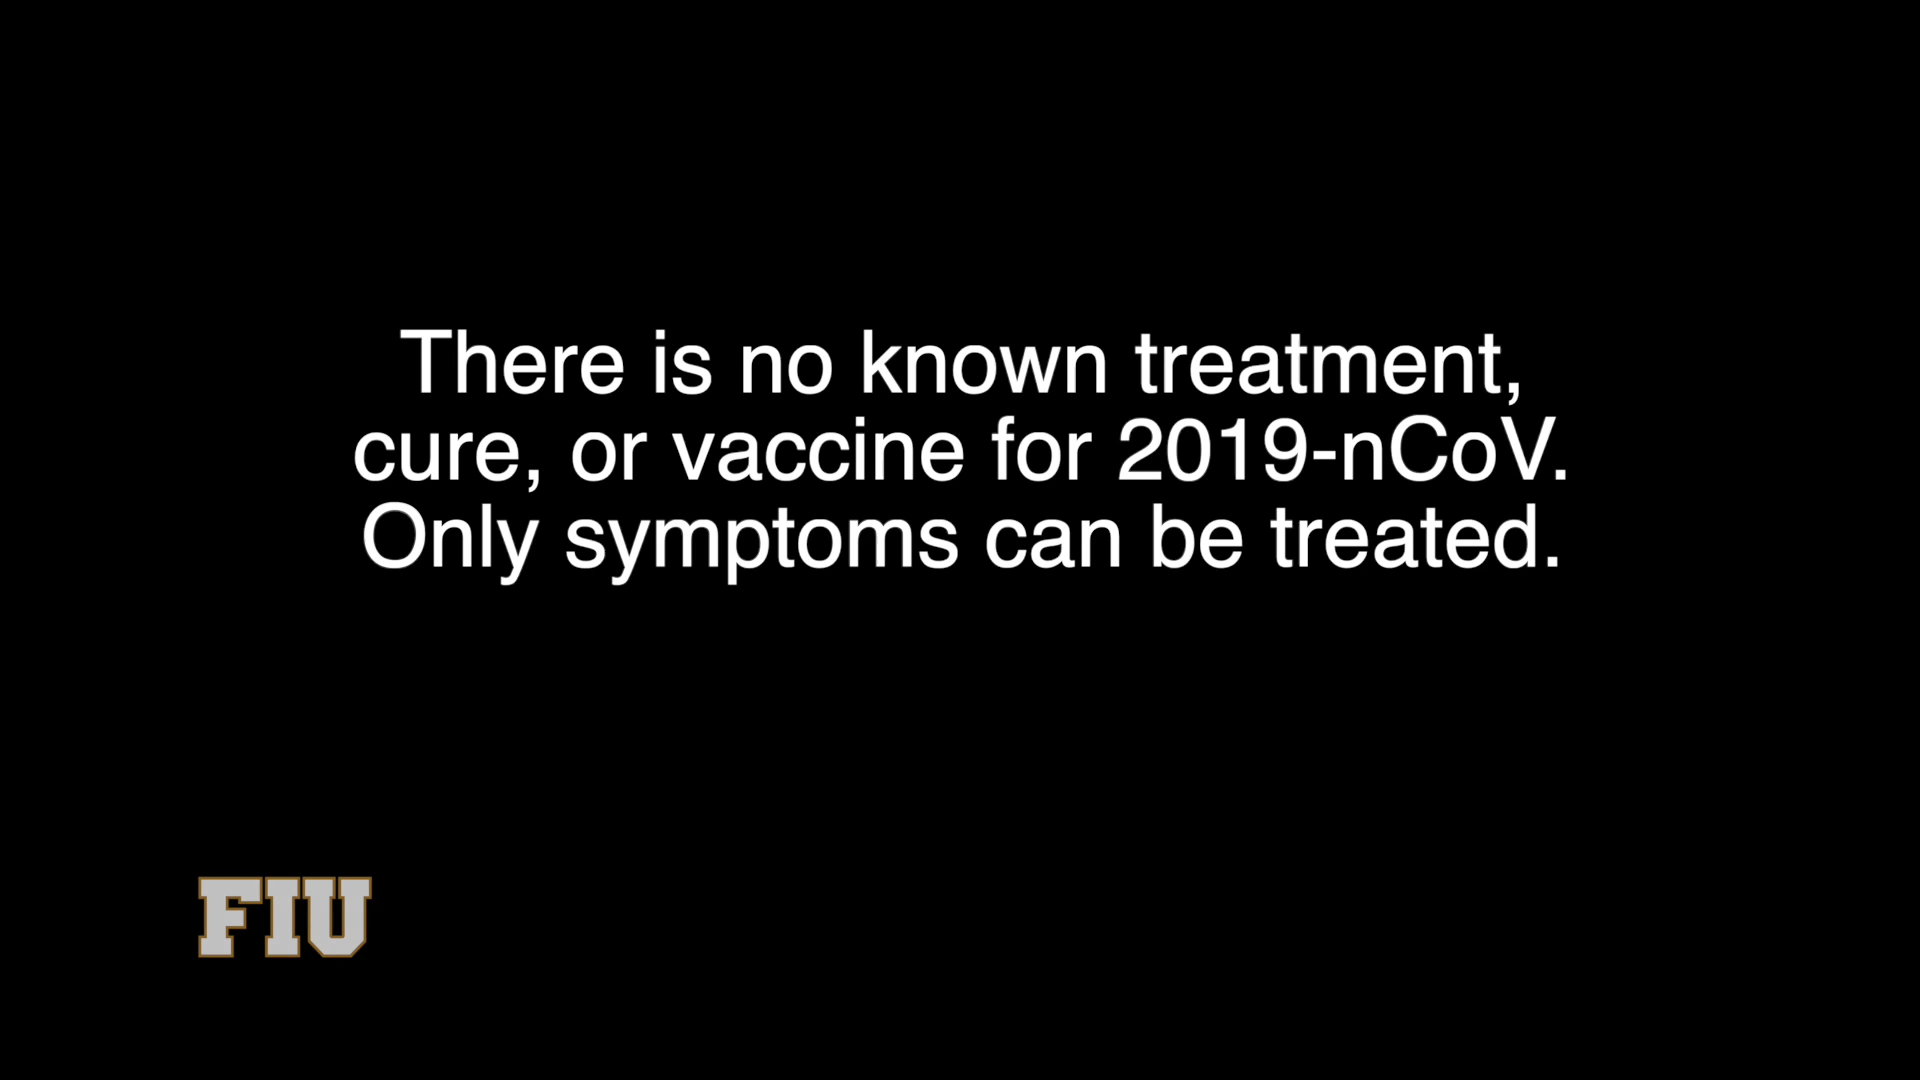 There is no known treatment,
cure, or vaccine for 2019-nCoV.
Only symptoms can be treated.
FIU